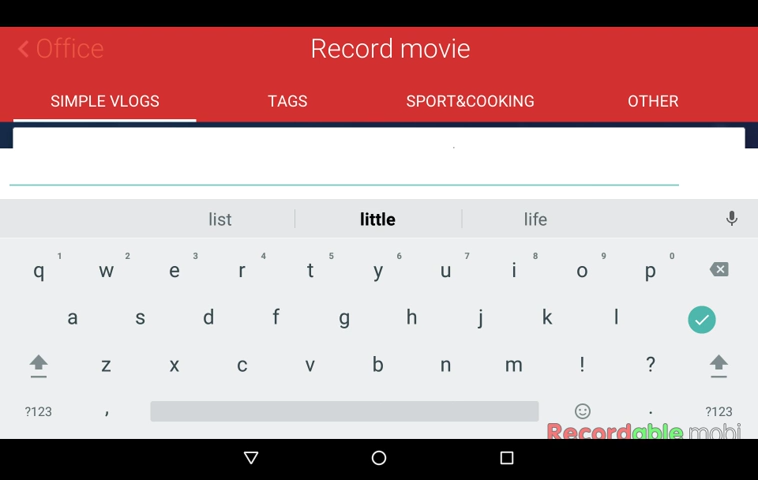 Office
Record movie
SIMPLE VLOGS TAGS SPORT&COOKING OTHER
list little life
1 2 3 4 5 6 7 8 9 0
q w e r t y u i o p
a s d f g h j k l
z x c v b n m ! ?
?123 , . ?123
Recordable.mobi